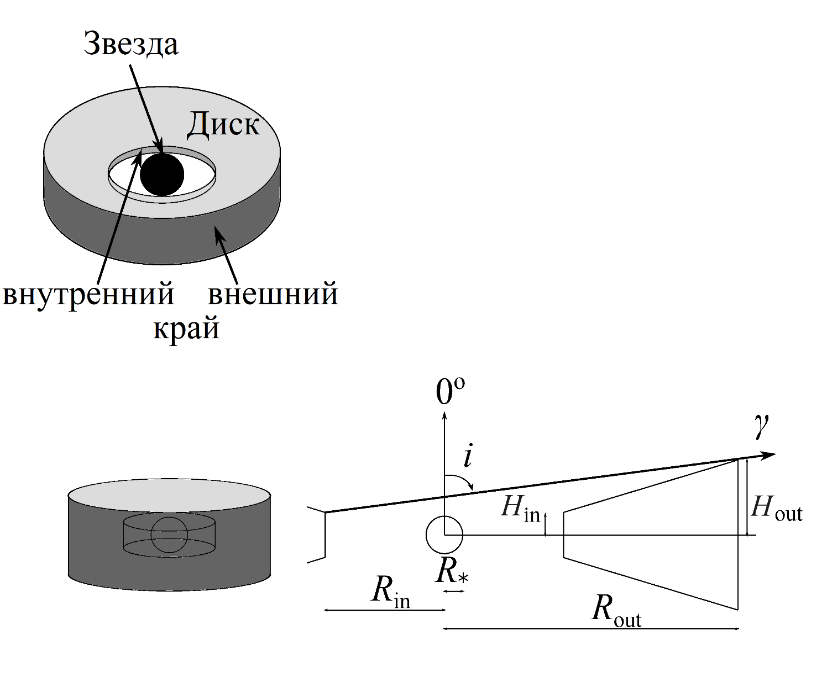 Звезда
Диск
внутренний внешний
край
0°
γ
i
H_in
H_out
R_*
R_in
R_out